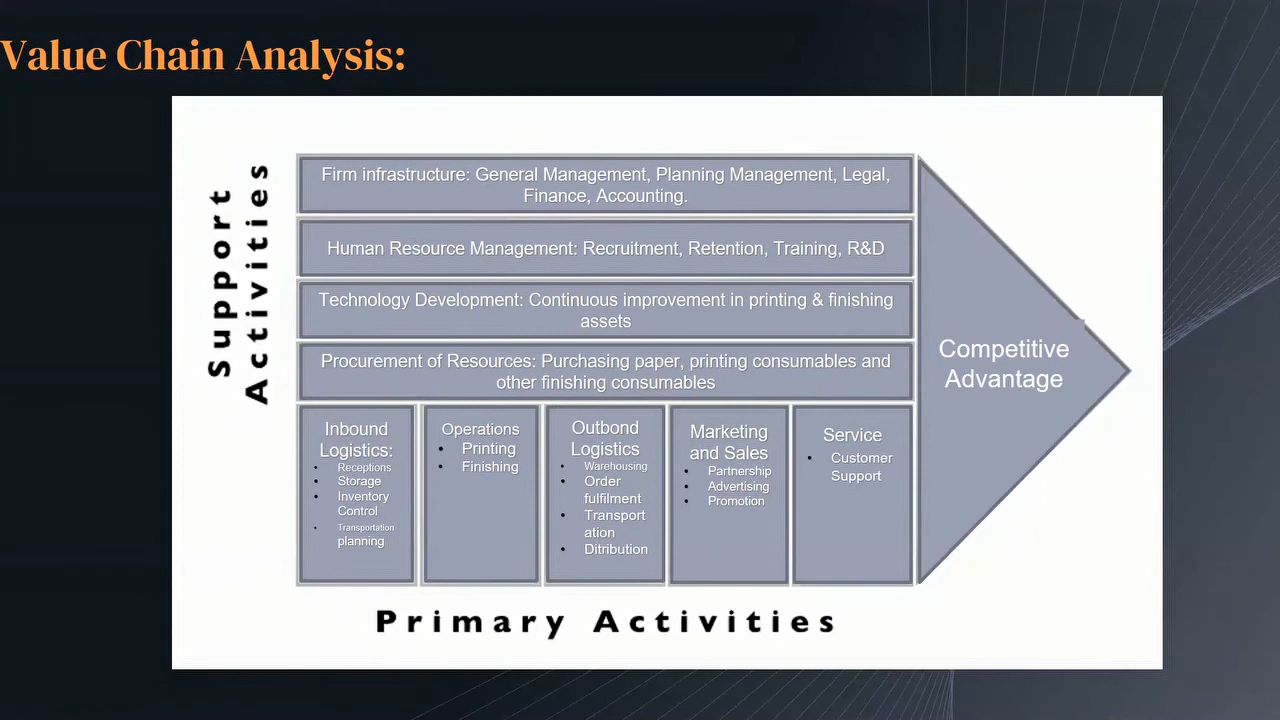 Value Chain Analysis:
Support
Activities
Firm infrastructure: General Management, Planning Management, Legal,
Finance, Accounting.
Human Resource Management: Recruitment, Retention, Training, R&D
Technology Development: Continuous improvement in printing & finishing
assets
Procurement of Resources: Purchasing paper, printing consumables and
other finishing consumables
Inbound
Logistics:
• Receptions
• Storage
• Inventory
Control
• Transportation
planning
Operations
• Printing
• Finishing
Outbond
Logistics
• Warehousing
• Order
fulfilment
• Transport
ation
• Ditribution
Marketing
and Sales
• Partnership
• Advertising
• Promotion
Service
• Customer
Support
Competitive
Advantage
Primary Activities